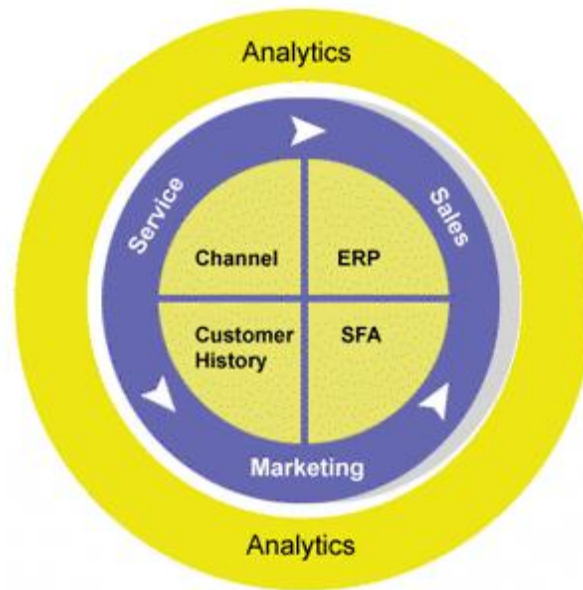 Analytics
Service
Sales
Channel
ERP
Customer
History
SFA
Marketing
Analytics